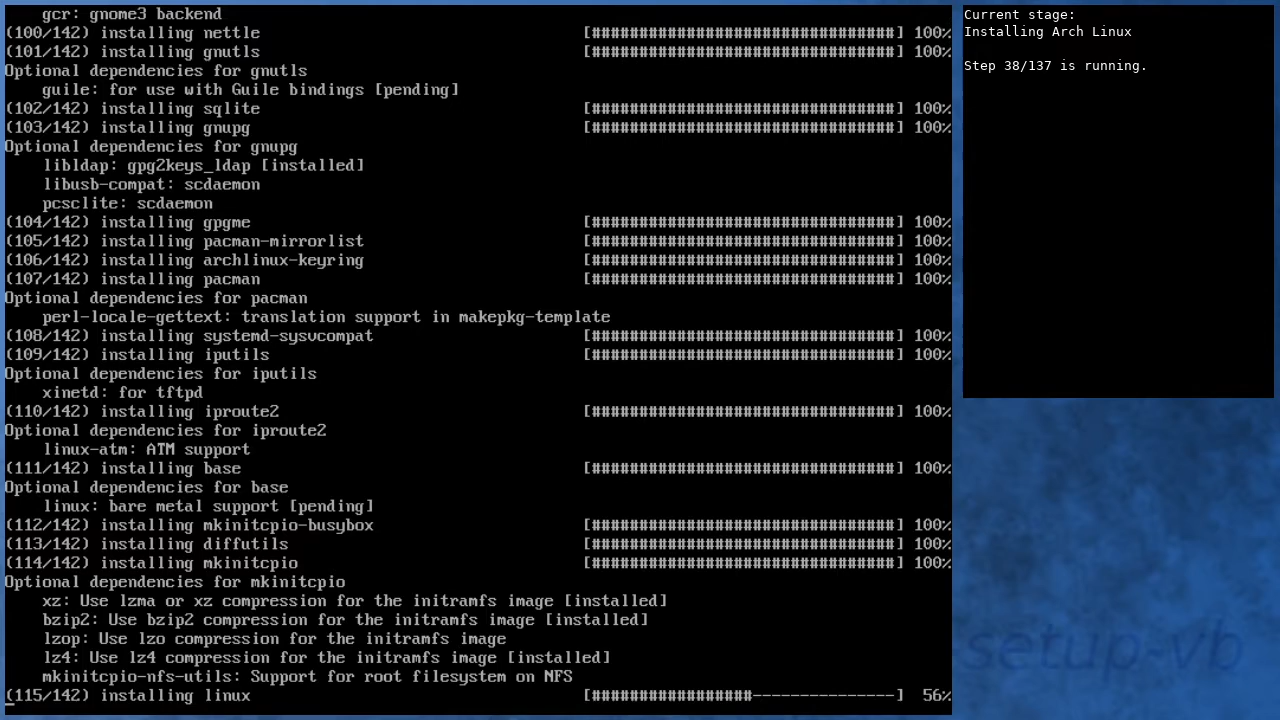 gcr: gnome3 backend
(100/142) installing nettle [################################] 100%
(101/142) installing gnutls [################################] 100%
Optional dependencies for gnutls
guile: for use with Guile bindings [pending]
(102/142) installing sqlite [################################] 100%
(103/142) installing gnupg [################################] 100%
Optional dependencies for gnupg
libldap: gpg2keys_ldap [installed]
libusb-compat: scdaemon
pcsclite: scdaemon
(104/142) installing gpgme [################################] 100%
(105/142) installing pacman-mirrorlist [################################] 100%
(106/142) installing archlinux-keyring [################################] 100%
(107/142) installing pacman [################################] 100%
Optional dependencies for pacman
perl-locale-gettext: translation support in makepkg-template
(108/142) installing systemd-sysvcompat [################################] 100%
(109/142) installing iputils [################################] 100%
Optional dependencies for iputils
xinetd: for tftpd
(110/142) installing iproute2 [################################] 100%
Optional dependencies for iproute2
linux-atm: ATM support
(111/142) installing base [################################] 100%
Optional dependencies for base
linux: bare metal support [pending]
(112/142) installing mkinitcpio-busybox [################################] 100%
(113/142) installing diffutils [################################] 100%
(114/142) installing mkinitcpio [################################] 100%
Optional dependencies for mkinitcpio
xz: Use lzma or xz compression for the initramfs image [installed]
bzip2: Use bzip2 compression for the initramfs image [installed]
lzop: Use lzo compression for the initramfs image
lz4: Use lz4 compression for the initramfs image [installed]
mkinitcpio-nfs-utils: Support for root filesystem on NFS
(115/142) installing linux [#################---------------] 56%
Current stage:
Installing Arch Linux
Step 38/137 is running.
setup-vb